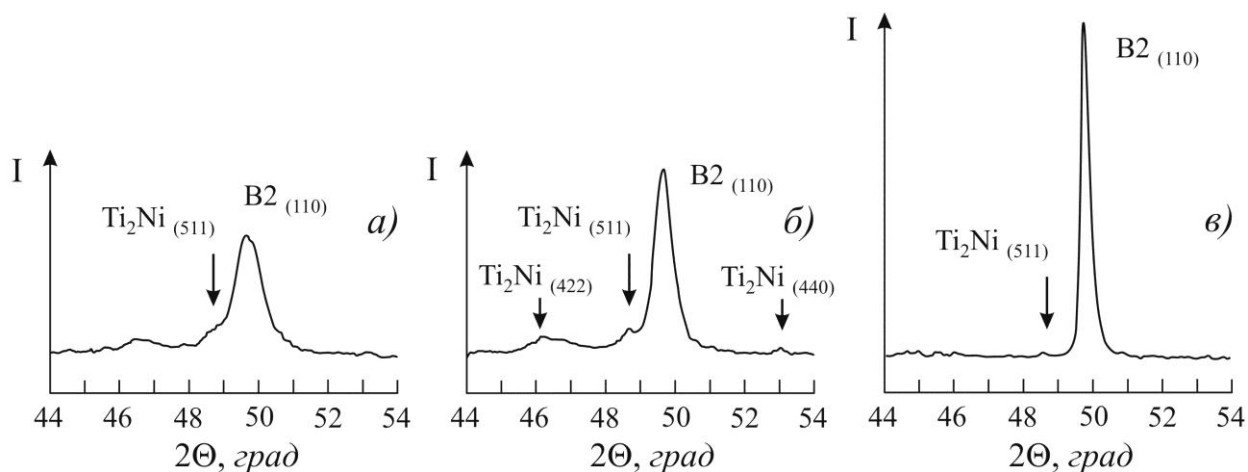 I
Ti₂Ni (511)
B2 (110)
а)
44 46 48 50 52 54
2Θ, град
I
Ti₂Ni (422)
Ti₂Ni (511)
B2 (110)
Ti₂Ni (440)
б)
44 46 48 50 52 54
2Θ, град
I
Ti₂Ni (511)
B2 (110)
в)
44 46 48 50 52 54
2Θ, град